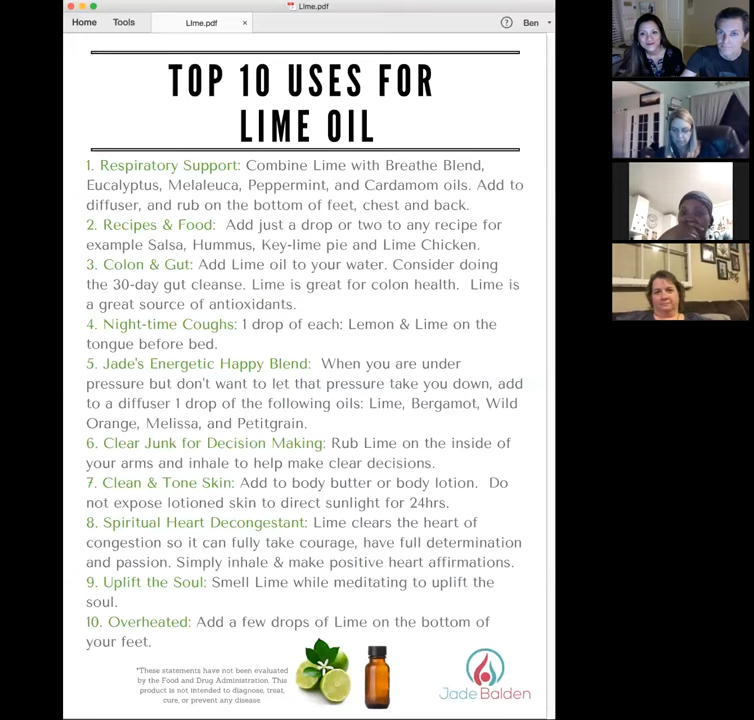 LIme.pdf
Home Tools LIme.pdf × ? Ben
TOP 10 USES FOR
LIME OIL
1. Respiratory Support: Combine Lime with Breathe Blend,
Eucalyptus, Melaleuca, Peppermint, and Cardamom oils. Add to
diffuser, and rub on the bottom of feet, chest and back.
2. Recipes & Food: Add just a drop or two to any recipe for
example Salsa, Hummus, Key-lime pie and Lime Chicken.
3. Colon & Gut: Add Lime oil to your water. Consider doing
the 30-day gut cleanse. Lime is great for colon health. Lime is
a great source of antioxidants.
4. Night-time Coughs: 1 drop of each: Lemon & Lime on the
tongue before bed.
5. Jade's Energetic Happy Blend: When you are under
pressure but don't want to let that pressure take you down, add
to a diffuser 1 drop of the following oils: Lime, Bergamot, Wild
Orange, Melissa, and Petitgrain.
6. Clear Junk for Decision Making: Rub Lime on the inside of
your arms and inhale to help make clear decisions.
7. Clean & Tone Skin: Add to body butter or body lotion. Do
not expose lotioned skin to direct sunlight for 24hrs.
8. Spiritual Heart Decongestant: Lime clears the heart of
congestion so it can fully take courage, have full determination
and passion. Simply inhale & make positive heart affirmations.
9. Uplift the Soul: Smell Lime while meditating to uplift the
soul.
10. Overheated: Add a few drops of Lime on the bottom of
your feet.
*These statements have not been evaluated
by the Food and Drug Administration. This
product is not intended to diagnose, treat,
cure, or prevent any disease
Jade Balden